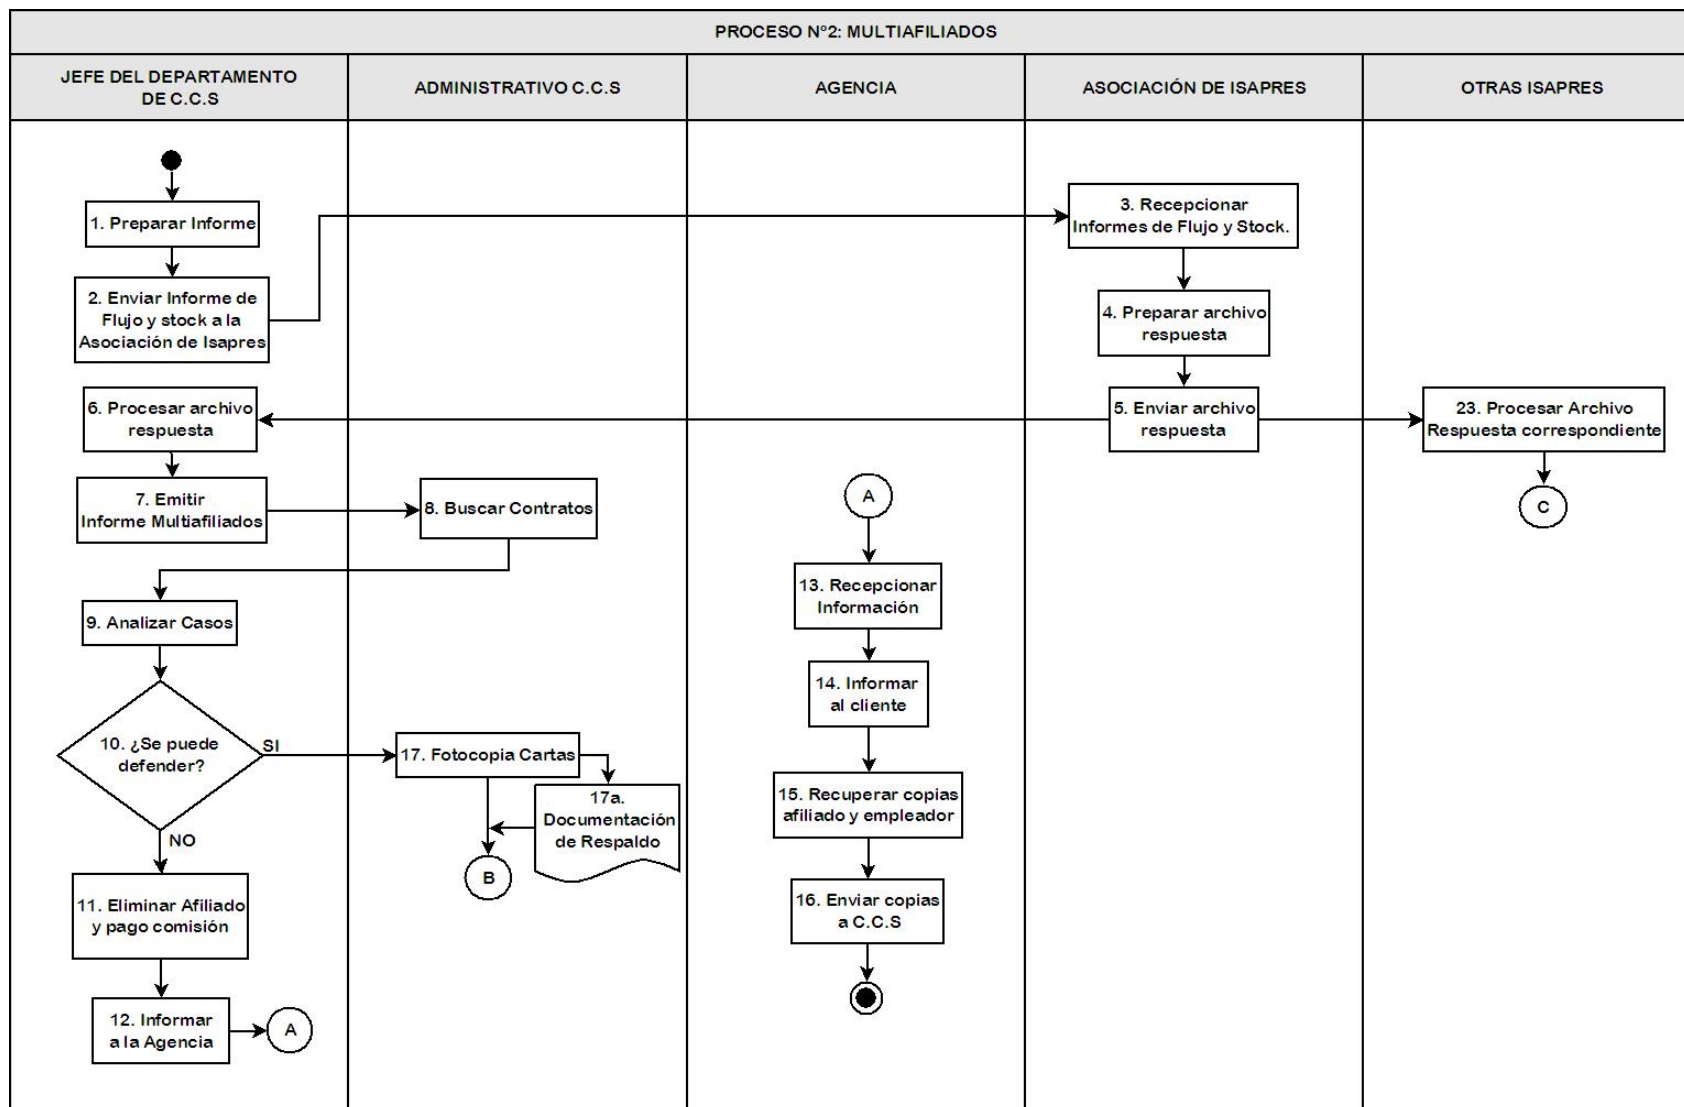 PROCESO Nº2: MULTIAFILIADOS
JEFE DEL DEPARTAMENTO
DE C.C.S
ADMINISTRATIVO C.C.S
AGENCIA
ASOCIACIÓN DE ISAPRES
OTRAS ISAPRES
1. Preparar Informe
2. Enviar Informe de
Flujo y stock a la
Asociación de Isapres
3. Recepcionar
Informes de Flujo y Stock.
4. Preparar archivo
respuesta
5. Enviar archivo
respuesta
6. Procesar archivo
respuesta
23. Procesar Archivo
Respuesta correspondiente
C
7. Emitir
Informe Multiafiliados
8. Buscar Contratos
9. Analizar Casos
10. ¿Se puede
defender?
SI
NO
17. Fotocopia Cartas
17a.
Documentación
de Respaldo
B
11. Eliminar Afiliado
y pago comisión
12. Informar
a la Agencia
A
A
13. Recepcionar
Información
14. Informar
al cliente
15. Recuperar copias
afiliado y empleador
16. Enviar copias
a C.C.S